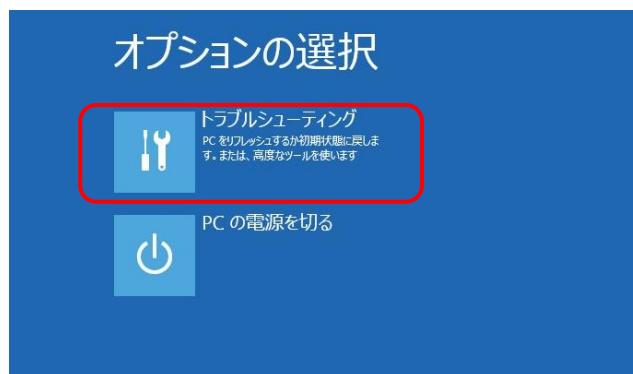 オプションの選択
トラブルシューティング
PC をリフレッシュするか初期状態に戻しま
す。または、高度なツールを使います
PC の電源を切る